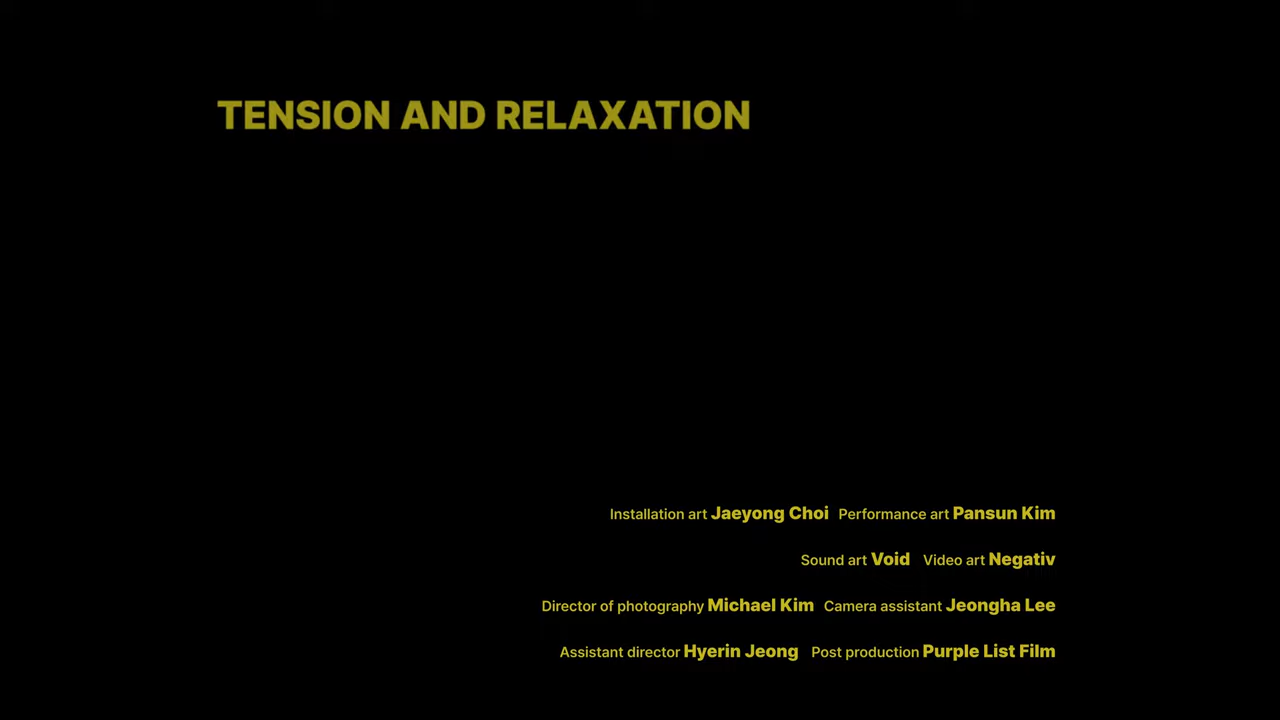 TENSION AND RELAXATION
Installation art Jaeyong Choi Performance art Pansun Kim
Sound art Void Video art Negativ
Director of photography Michael Kim Camera assistant Jeongha Lee
Assistant director Hyerin Jeong Post production Purple List Film